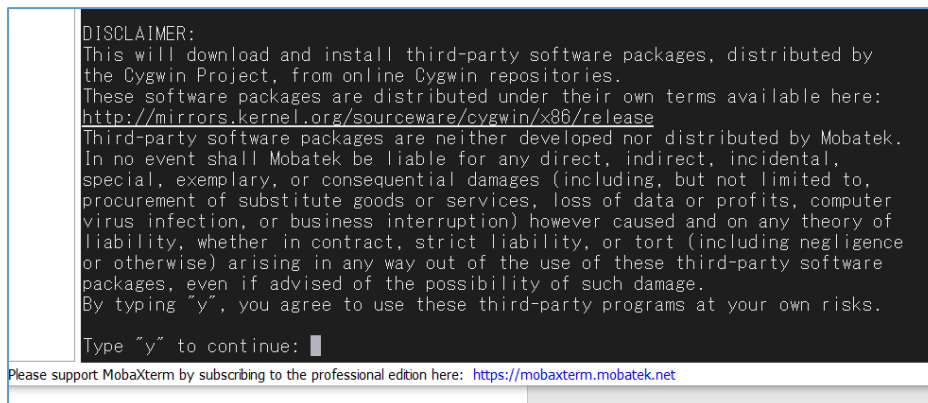 DISCLAIMER:
This will download and install third-party software packages, distributed by
the Cygwin Project, from online Cygwin repositories.
These software packages are distributed under their own terms available here:
http://mirrors.kernel.org/sourceware/cygwin/x86/release
Third-party software packages are neither developed nor distributed by Mobatek.
In no event shall Mobatek be liable for any direct, indirect, incidental,
special, exemplary, or consequential damages (including, but not limited to,
procurement of substitute goods or services, loss of data or profits, computer
virus infection, or business interruption) however caused and on any theory of
liability, whether in contract, strict liability, or tort (including negligence
or otherwise) arising in any way out of the use of these third-party software
packages, even if advised of the possibility of such damage.
By typing "y", you agree to use these third-party programs at your own risks.
Type "y" to continue:
Please support MobaXterm by subscribing to the professional edition here: https://mobaxterm.mobatek.net